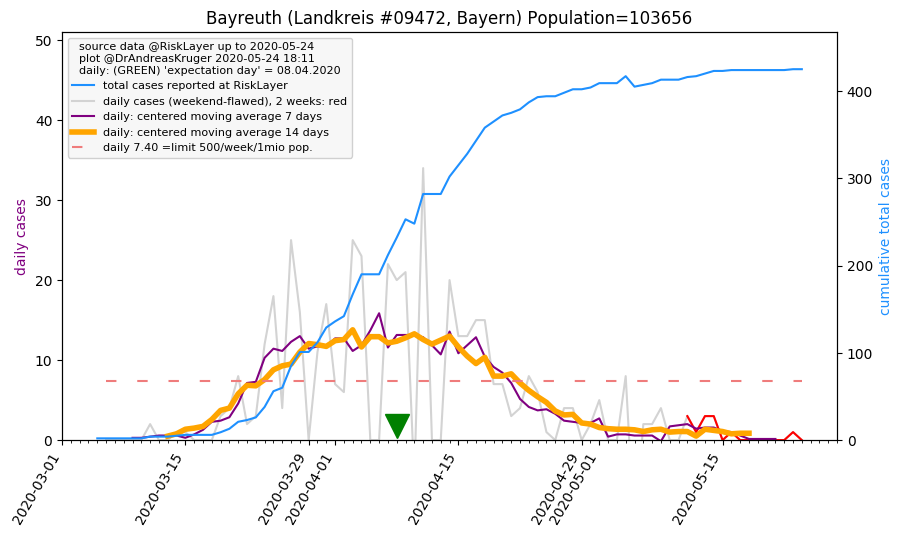 Bayreuth (Landkreis #09472, Bayern) Population=103656
source data @RiskLayer up to 2020-05-24
plot @DrAndreasKruger 2020-05-24 18:11
daily: (GREEN) 'expectation day' = 08.04.2020
total cases reported at RiskLayer
daily cases (weekend-flawed), 2 weeks: red
daily: centered moving average 7 days
daily: centered moving average 14 days
daily 7.40 =limit 500/week/1mio pop.
daily cases
50
40
30
20
10
0
cumulative total cases
400
300
200
100
0
2020-03-01
2020-03-15
2020-03-29
2020-04-01
2020-04-15
2020-04-29
2020-05-01
2020-05-15